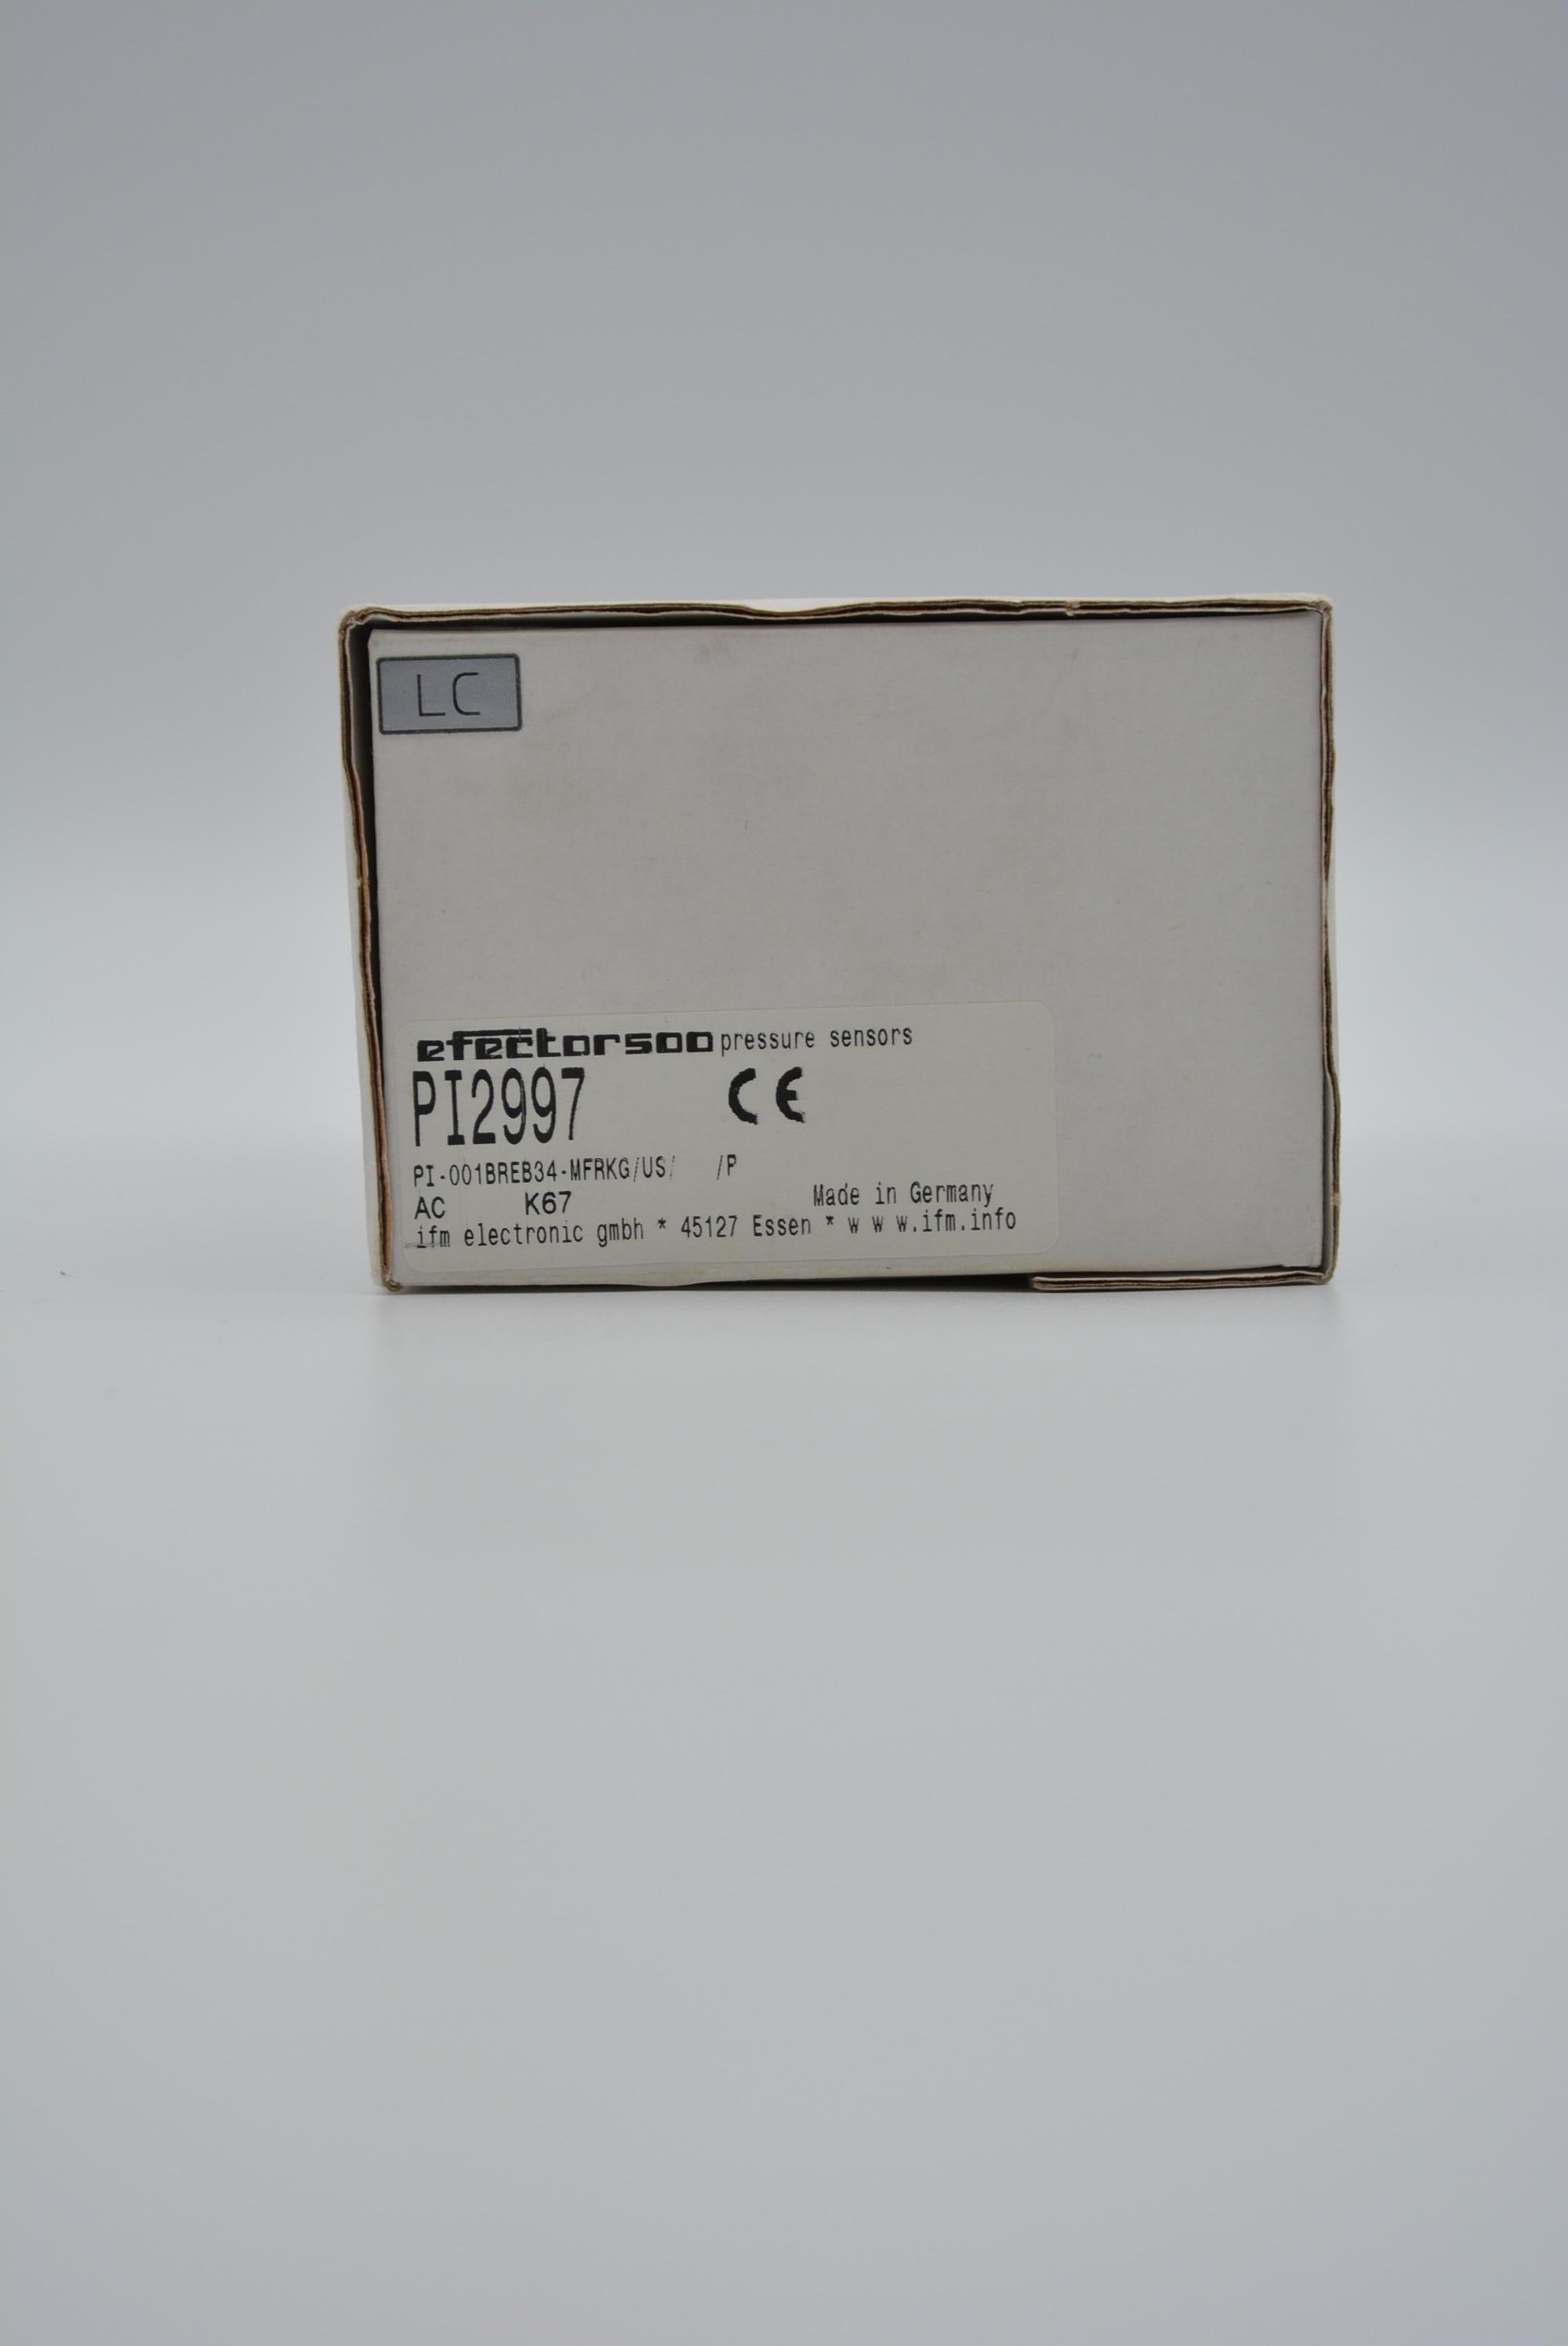 LC
efector500 pressure sensors
PI2997 CE
PI-001BREB34-MFRKG/US/ /P
AC K67 Made in Germany
ifm electronic gmbh * 45127 Essen * w w w.ifm.info